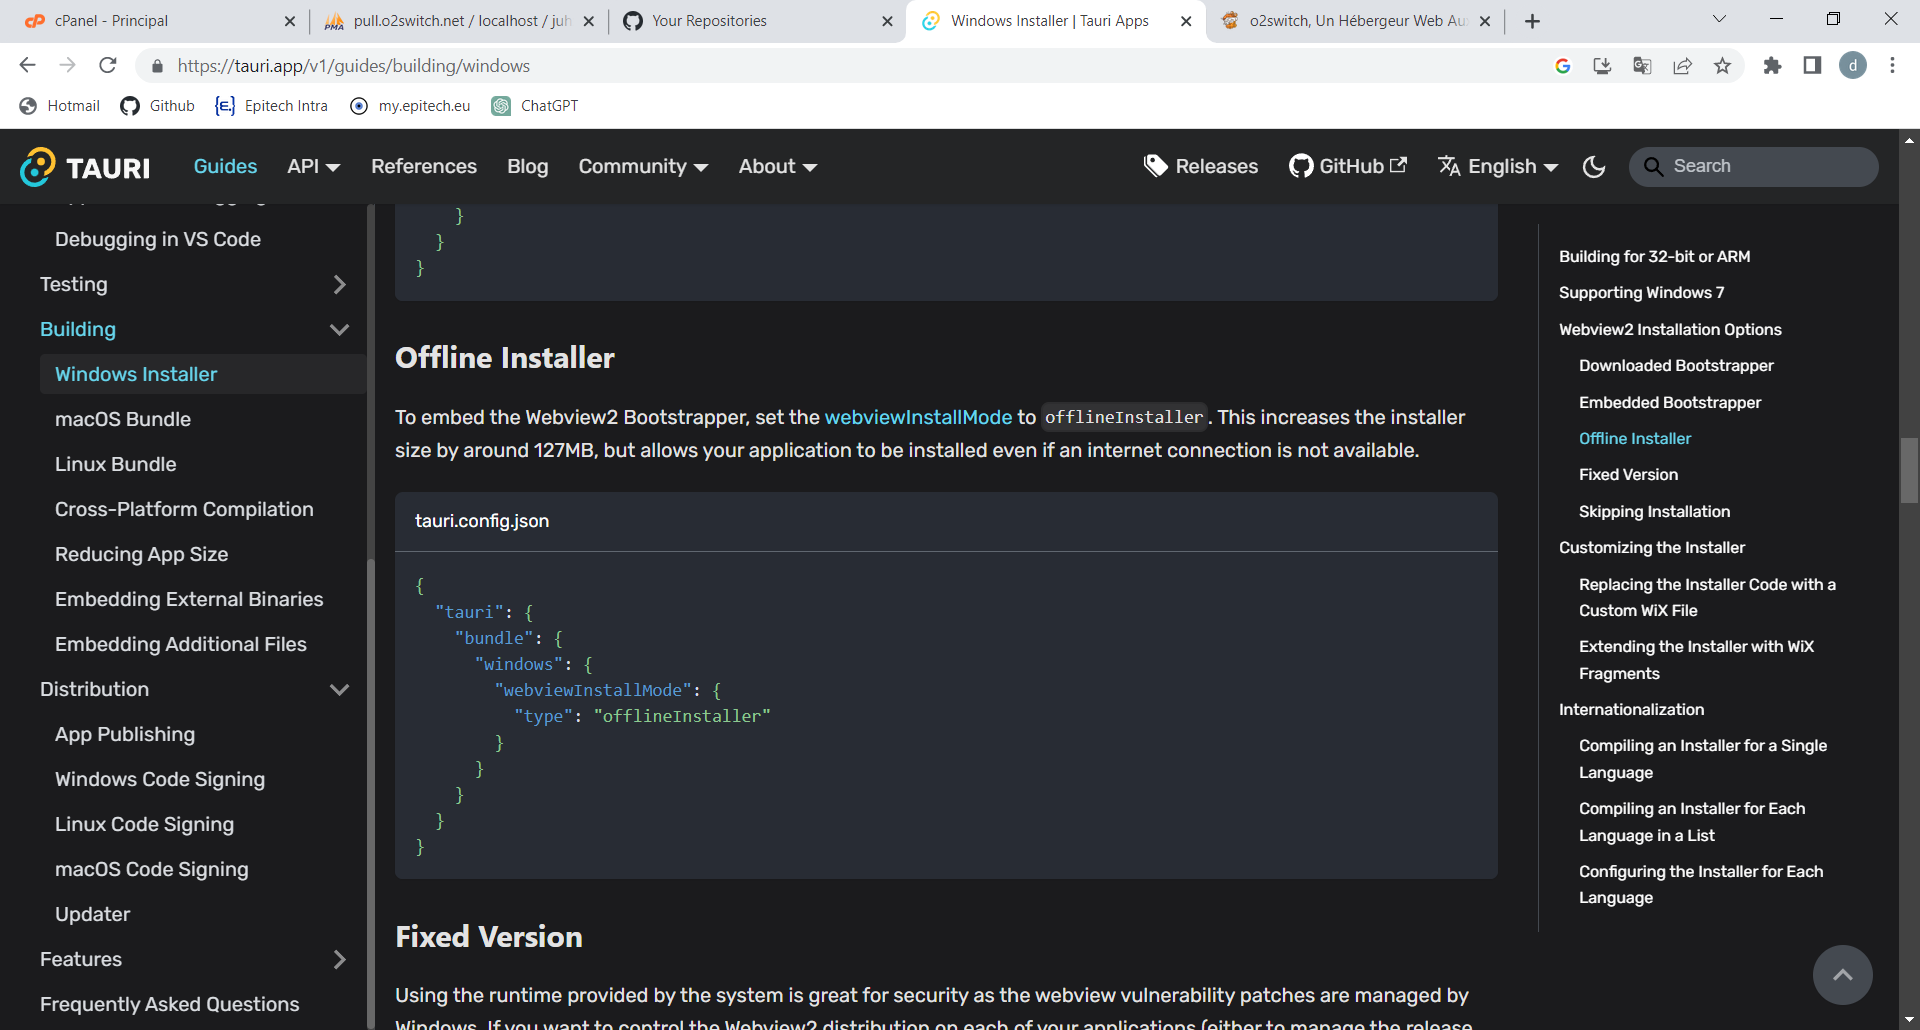 cPanel - Principal
pull.o2switch.net / localhost / juh
Your Repositories
Windows Installer | Tauri Apps
o2switch, Un Hébergeur Web Au
https://tauri.app/v1/guides/building/windows
d
Hotmail
Github
Epitech Intra
my.epitech.eu
ChatGPT
TAURI
Guides
API
References
Blog
Community
About
Releases
GitHub
English
Search
Debugging in VS Code
Testing
Building
Windows Installer
macOS Bundle
Linux Bundle
Cross-Platform Compilation
Reducing App Size
Embedding External Binaries
Embedding Additional Files
Distribution
App Publishing
Windows Code Signing
Linux Code Signing
macOS Code Signing
Updater
Features
Frequently Asked Questions
}
}
}
Offline Installer
To embed the Webview2 Bootstrapper, set the webviewInstallMode to offlineInstaller. This increases the installer
size by around 127MB, but allows your application to be installed even if an internet connection is not available.
tauri.config.json
{
"tauri": {
"bundle": {
"windows": {
"webviewInstallMode": {
"type": "offlineInstaller"
}
}
}
}
}
Fixed Version
Using the runtime provided by the system is great for security as the webview vulnerability patches are managed by
Windows. If you want to control the Webview2 distribution on each of your applications (either to manage the release
Building for 32-bit or ARM
Supporting Windows 7
Webview2 Installation Options
Downloaded Bootstrapper
Embedded Bootstrapper
Offline Installer
Fixed Version
Skipping Installation
Customizing the Installer
Replacing the Installer Code with a
Custom WiX File
Extending the Installer with WiX
Fragments
Internationalization
Compiling an Installer for a Single
Language
Compiling an Installer for Each
Language in a List
Configuring the Installer for Each
Language